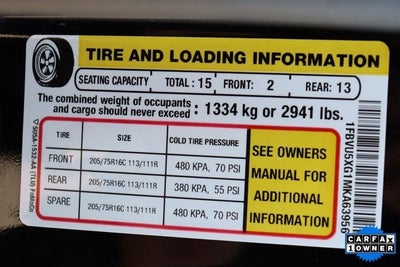 TIRE AND LOADING INFORMATION
SEATING CAPACITY TOTAL : 15 FRONT: 2 REAR: 13
The combined weight of occupants
and cargo should never exceed : 1334 kg or 2941 lbs.
TIRE SIZE COLD TIRE PRESSURE
FRONT 205/75R16C 113/111R 480 KPA, 70 PSI
REAR 205/75R16C 113/111R 380 KPA, 55 PSI
SPARE 205/75R16C 113/111R 480 KPA, 70 PSI
SEE OWNERS
MANUAL FOR
ADDITIONAL
INFORMATION
1FBVU5XG1MKA63956
CARFAX
1 OWNER